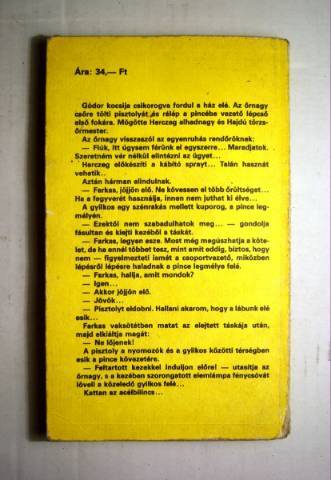 Ára: 34,— Ft
Gödör kocsija csikorogva fordul a ház elé. Az őrnagy
csőre tölti pisztolyát, és rálép a pincébe vezető lépcső
első fokára. Mögötte Herczeg elhadnagy és Hajdú törzs-
őrmester.
Az őrnagy visszaszól az egyenruhás rendőröknek:
— Fiúk, itt úgysem férünk el egyszerre... Maradjatok.
Szeretném vér nélkül elintézni az ügyet...
Herczeg előkészíti a kábító sprayt... Talán hasznát
vehetik..
Aztán hárman elindulnak.
— Farkas, jöjjön elő. Ne kövessen el több őrültséget...
Ha a fegyverét használja, innen nem juthat ki élve...
A gyilkos egy szénrakás mellett kuporog, a pince leg-
mélyén.
— Ezektől nem szabadulhatok meg... — gondolja
fásultan és kiejti kezéből a táskát.
— Farkas, legyen esze. Most még megúszhatja a köte-
let, de ha ennél többet tesz, mint amit eddig, biztos, hogy
nem — figyelmezteti ismét a csoportvezető, miközben
lépésről lépésre haladnak a pince legmélye felé.
— Farkas, hallja, amit mondok?
— Igen...
— Akkor jöjjön elő.
— Jövök...
— Pisztolyt eldobni. Hallani akarom, hogy a lábunk elé
esik...
Farkas vaksötétben matat az elejtett táskája után,
majd elkiáltja magát:
— Ne lőjenek!
A pisztoly a nyomozók és a gyilkos közötti térségben
esik a pince kövezetére.
— Feltartott kezekkel induljon előre! — utasítja az
őrnagy, s a kezében szorongatott elemlámpa fénycsóvát
lövell a közeledő gyilkos felé...
Kattan az acélbilincs...